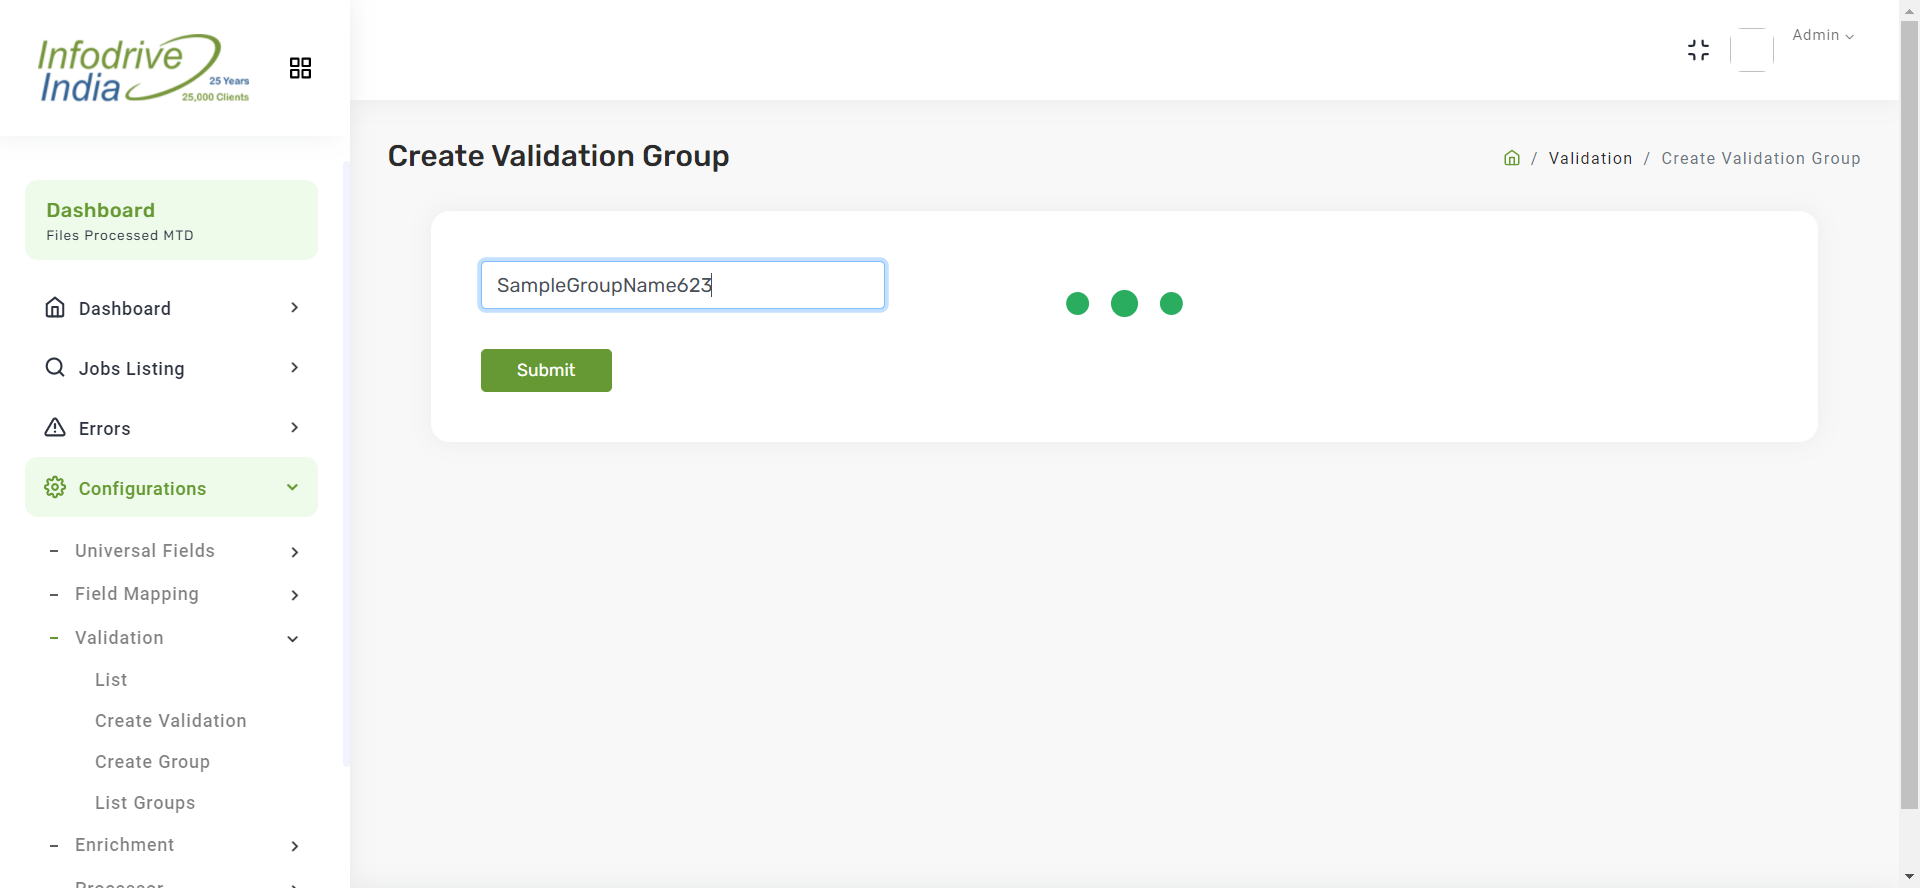 Infodrive
India
25 Years
25,000 Clients
Admin
Create Validation Group
/ Validation / Create Validation Group
Dashboard
Files Processed MTD
SampleGroupName623
Submit
Dashboard
Jobs Listing
Errors
Configurations
Universal Fields
Field Mapping
Validation
List
Create Validation
Create Group
List Groups
Enrichment
Processor